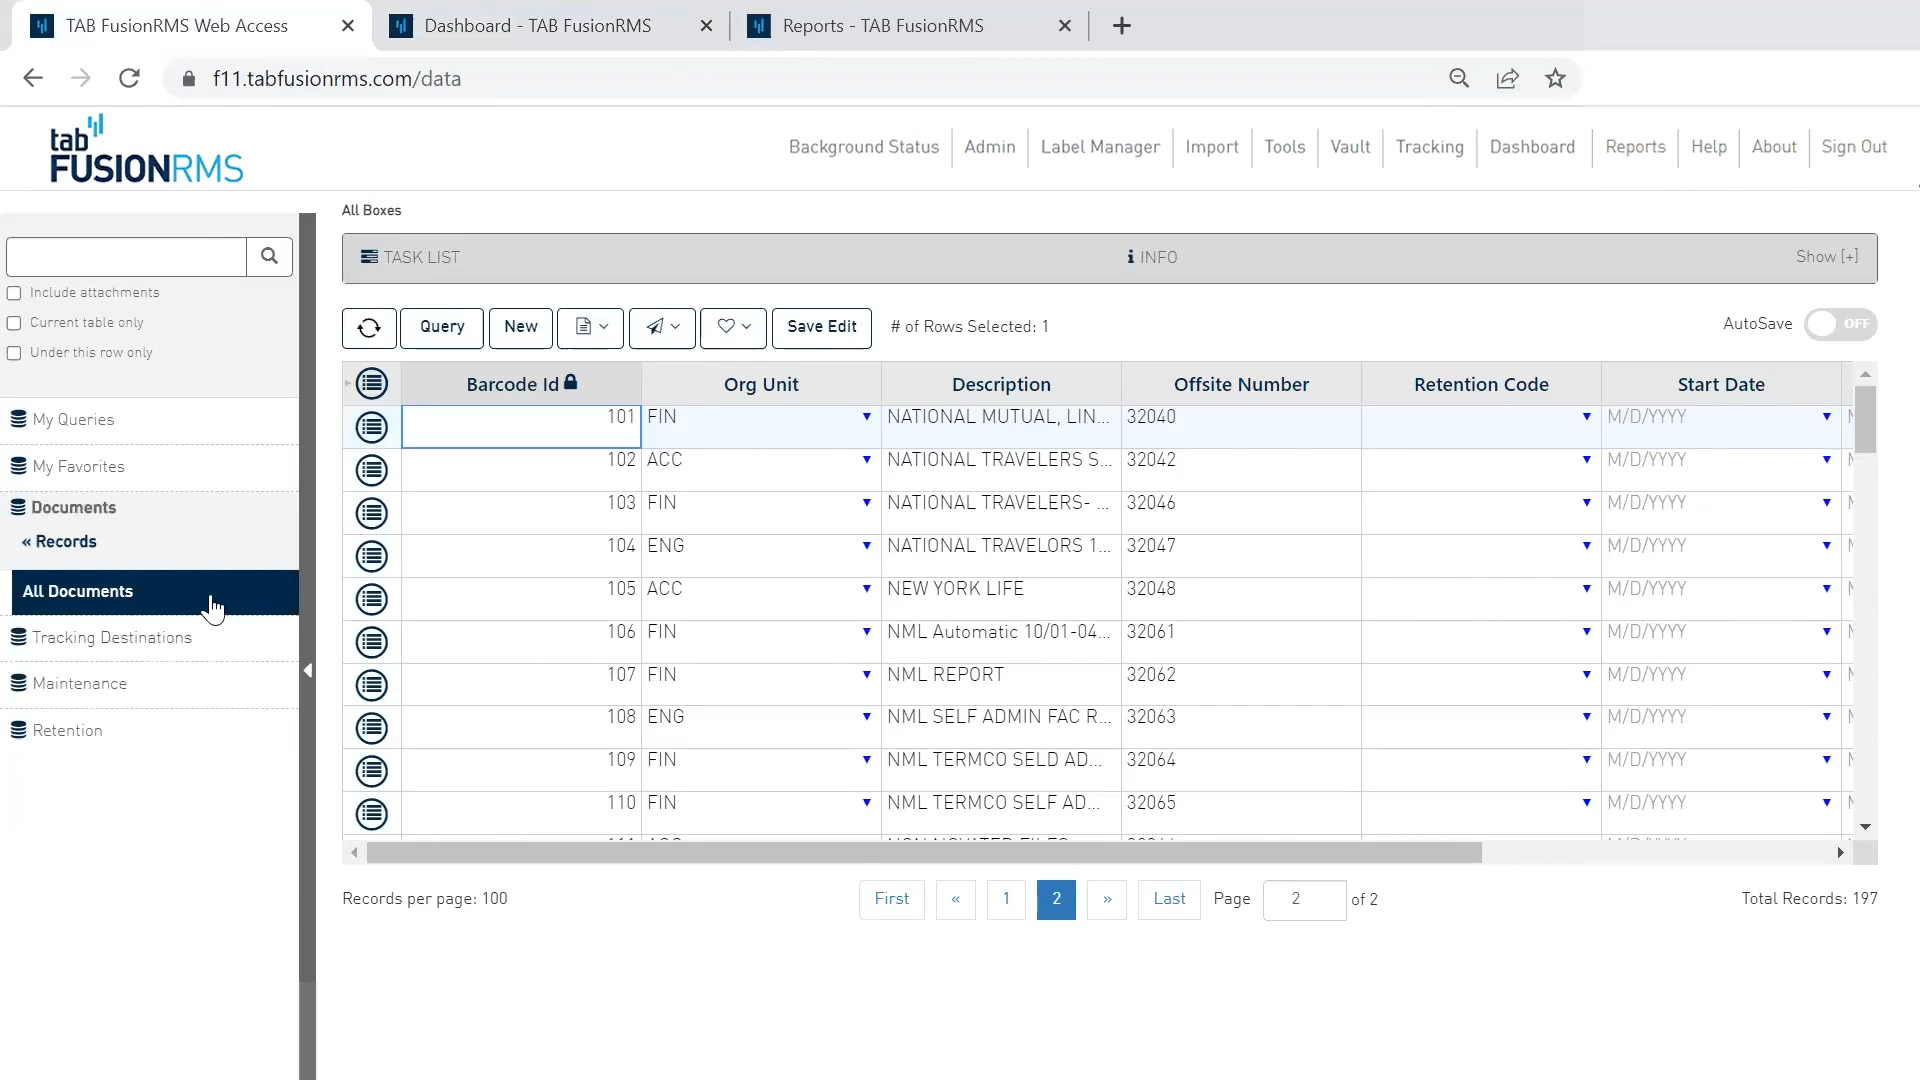 TAB FusionRMS Web Access
Dashboard - TAB FusionRMS
Reports - TAB FusionRMS
f11.tabfusionrms.com/data
tab
FUSIONRMS
Background Status
Admin
Label Manager
Import
Tools
Vault
Tracking
Dashboard
Reports
Help
About
Sign Out
Include attachments
Current table only
Under this row only
My Queries
My Favorites
Documents
« Records
All Documents
Tracking Destinations
Maintenance
Retention
All Boxes
TASK LIST
INFO
Show [+]
Query
New
Save Edit
# of Rows Selected: 1
AutoSave
OFF
Barcode Id Org Unit Description Offsite Number Retention Code Start Date
101 FIN NATIONAL MUTUAL, LIN... 32040 M/D/YYYY
102 ACC NATIONAL TRAVELERS S... 32042 M/D/YYYY
103 FIN NATIONAL TRAVELERS- ... 32046 M/D/YYYY
104 ENG NATIONAL TRAVELORS 1... 32047 M/D/YYYY
105 ACC NEW YORK LIFE 32048 M/D/YYYY
106 FIN NML Automatic 10/01-04... 32061 M/D/YYYY
107 FIN NML REPORT 32062 M/D/YYYY
108 ENG NML SELF ADMIN FAC R... 32063 M/D/YYYY
109 FIN NML TERMCO SELD AD... 32064 M/D/YYYY
110 FIN NML TERMCO SELF AD... 32065 M/D/YYYY
Records per page: 100
First « 1 2 » Last Page 2 of 2
Total Records: 197